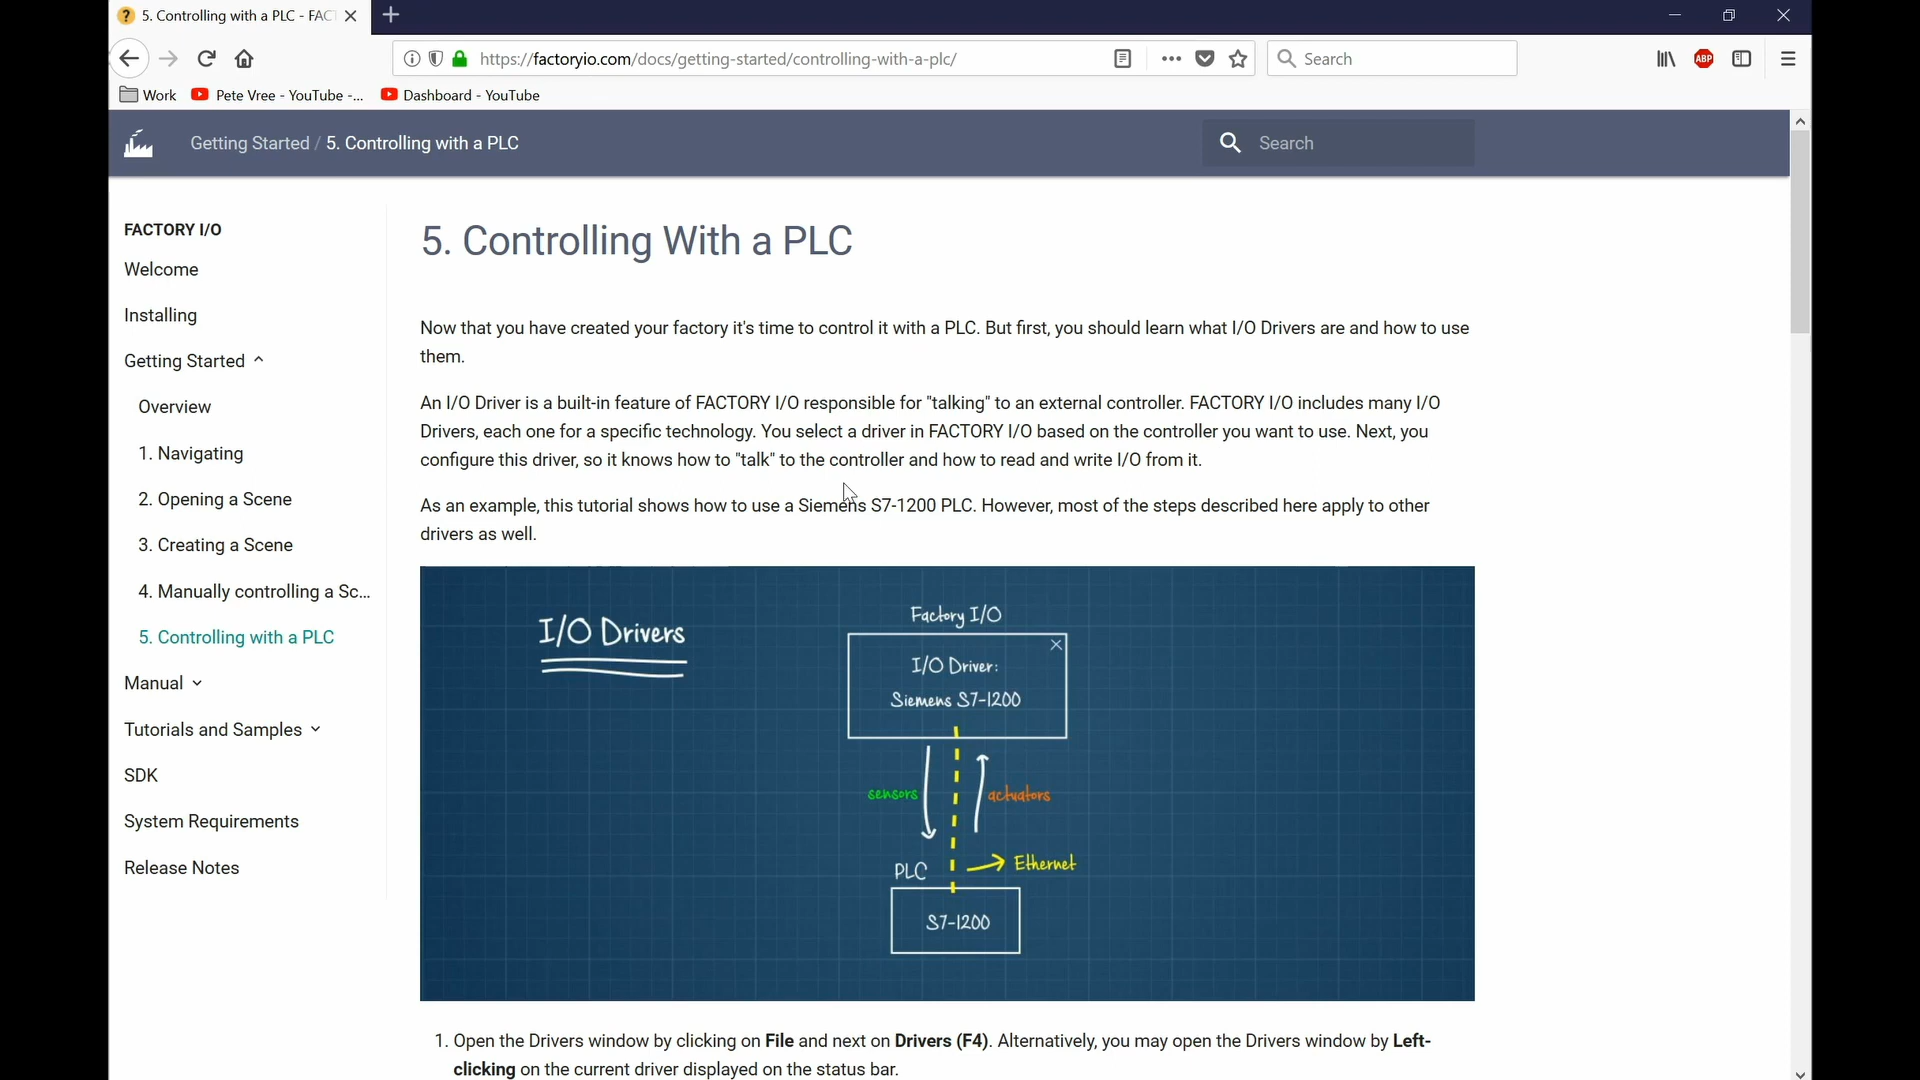 5. Controlling with a PLC - FAC
https://factoryio.com/docs/getting-started/controlling-with-a-plc/
Search
ABP
Work
Pete Vree - YouTube -...
Dashboard - YouTube
Getting Started / 5. Controlling with a PLC
Search
FACTORY I/O
Welcome
Installing
Getting Started
Overview
1. Navigating
2. Opening a Scene
3. Creating a Scene
4. Manually controlling a Sc...
5. Controlling with a PLC
Manual
Tutorials and Samples
SDK
System Requirements
Release Notes
5. Controlling With a PLC
Now that you have created your factory it's time to control it with a PLC. But first, you should learn what I/O Drivers are and how to use
them.
An I/O Driver is a built-in feature of FACTORY I/O responsible for "talking" to an external controller. FACTORY I/O includes many I/O
Drivers, each one for a specific technology. You select a driver in FACTORY I/O based on the controller you want to use. Next, you
configure this driver, so it knows how to "talk" to the controller and how to read and write I/O from it.
As an example, this tutorial shows how to use a Siemens S7-1200 PLC. However, most of the steps described here apply to other
drivers as well.
I/O Drivers
Factory I/O
I/O Driver:
Siemens S7-1200
sensors
actuators
PLC
Ethernet
S7-1200
1. Open the Drivers window by clicking on File and next on Drivers (F4). Alternatively, you may open the Drivers window by Left-
clicking on the current driver displayed on the status bar.